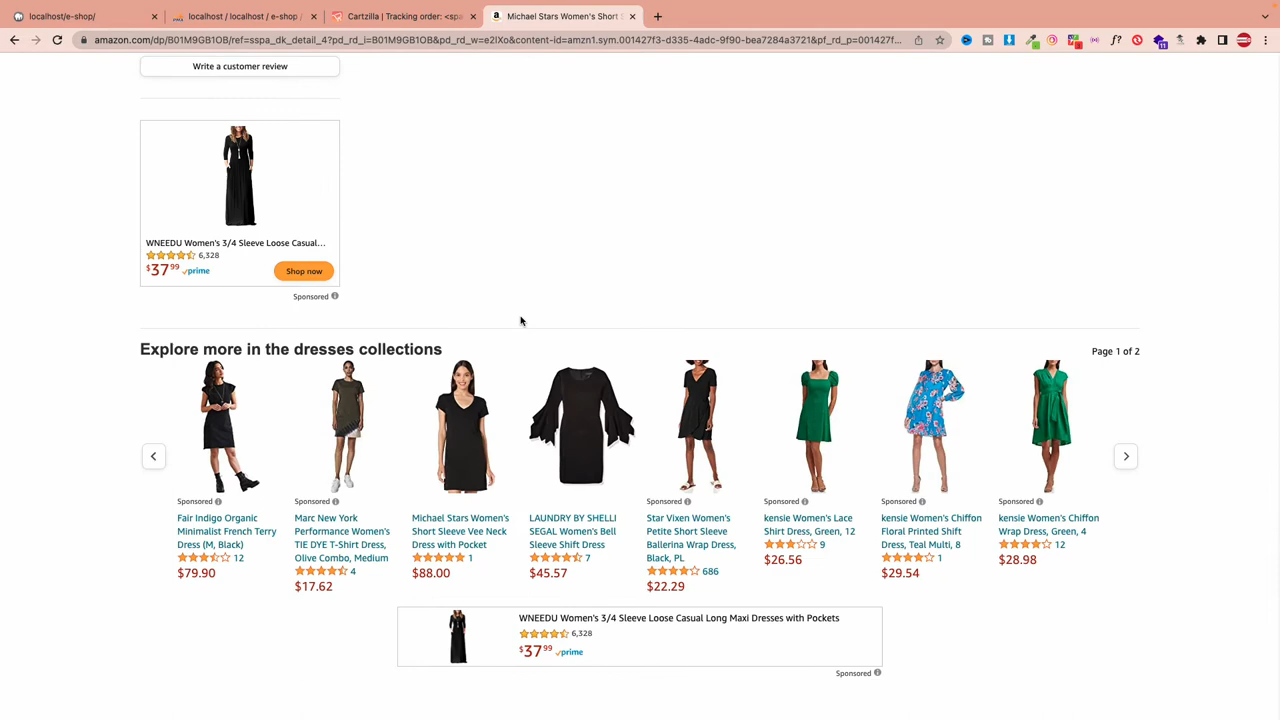 localhost/e-shop/
localhost / localhost / e-shop /
Cartzilla | Tracking order: <spa
Michael Stars Women's Short S
amazon.com/dp/B01M9GB1OB/ref=sspa_dk_detail_4?pd_rd_i=B01M9GB1OB&pd_rd_w=e2IXo&content-id=amzn1.sym.001427f3-d335-4adc-9f90-bea7284a3721&pf_rd_p=001427f...
Write a customer review
WNEEDU Women's 3/4 Sleeve Loose Casual...
6,328
$37 99 prime
Shop now
Sponsored
Explore more in the dresses collections
Page 1 of 2
Sponsored
Fair Indigo Organic
Minimalist French Terry
Dress (M, Black)
12
$79.90
Sponsored
Marc New York
Performance Women's
TIE DYE T-Shirt Dress,
Olive Combo, Medium
4
$17.62
Michael Stars Women's
Short Sleeve Vee Neck
Dress with Pocket
1
$88.00
LAUNDRY BY SHELLI
SEGAL Women's Bell
Sleeve Shift Dress
7
$45.57
Sponsored
Star Vixen Women's
Petite Short Sleeve
Ballerina Wrap Dress,
Black, PL
686
$22.29
Sponsored
kensie Women's Lace
Shirt Dress, Green, 12
9
$26.56
Sponsored
kensie Women's Chiffon
Floral Printed Shift
Dress, Teal Multi, 8
1
$29.54
Sponsored
kensie Women's Chiffon
Wrap Dress, Green, 4
12
$28.98
WNEEDU Women's 3/4 Sleeve Loose Casual Long Maxi Dresses with Pockets
6,328
$37 99 prime
Sponsored